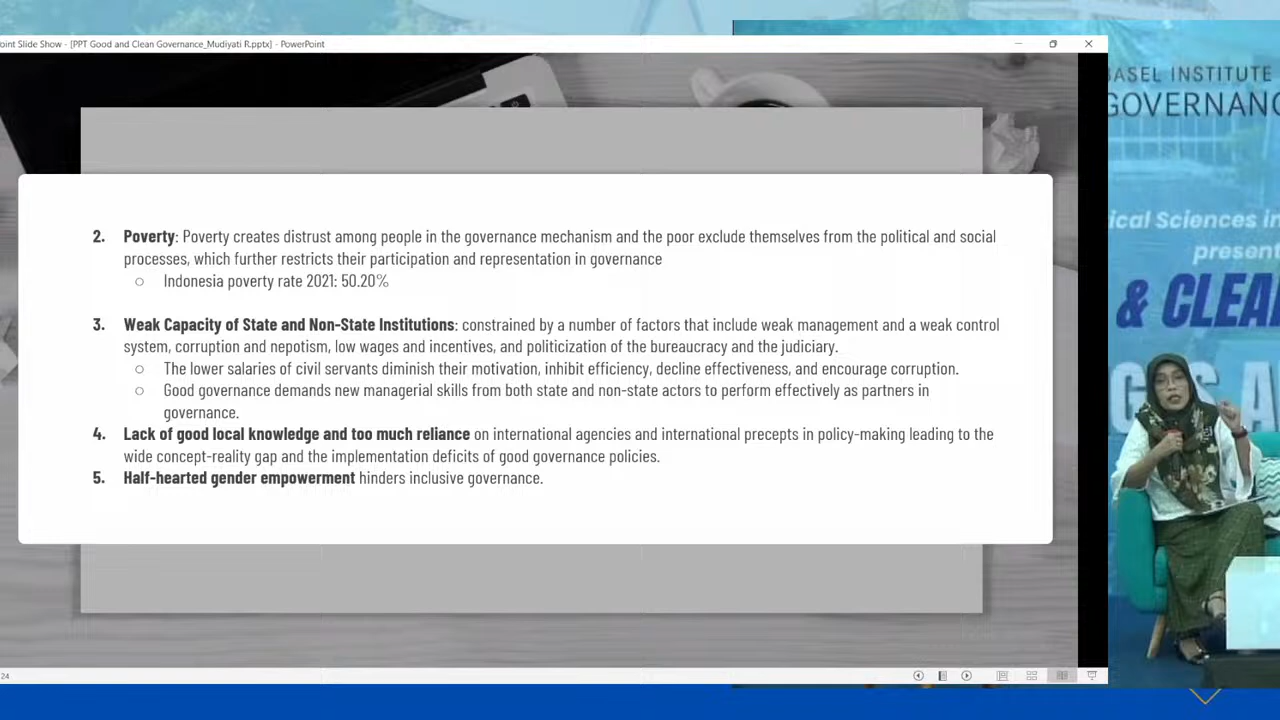 oint Slide Show - [PPT Good and Clean Governance_Mudiyati R.pptx] - PowerPoint
BASEL INSTITUTE
GOVERNANC
2. Poverty: Poverty creates distrust among people in the governance mechanism and the poor exclude themselves from the political and social
processes, which further restricts their participation and representation in governance
○ Indonesia poverty rate 2021: 50.20%
3. Weak Capacity of State and Non-State Institutions: constrained by a number of factors that include weak management and a weak control
system, corruption and nepotism, low wages and incentives, and politicization of the bureaucracy and the judiciary.
○ The lower salaries of civil servants diminish their motivation, inhibit efficiency, decline effectiveness, and encourage corruption.
○ Good governance demands new managerial skills from both state and non-state actors to perform effectively as partners in
governance.
4. Lack of good local knowledge and too much reliance on international agencies and international precepts in policy-making leading to the
wide concept-reality gap and the implementation deficits of good governance policies.
5. Half-hearted gender empowerment hinders inclusive governance.
ical Sciences in
present
& CLEA
24